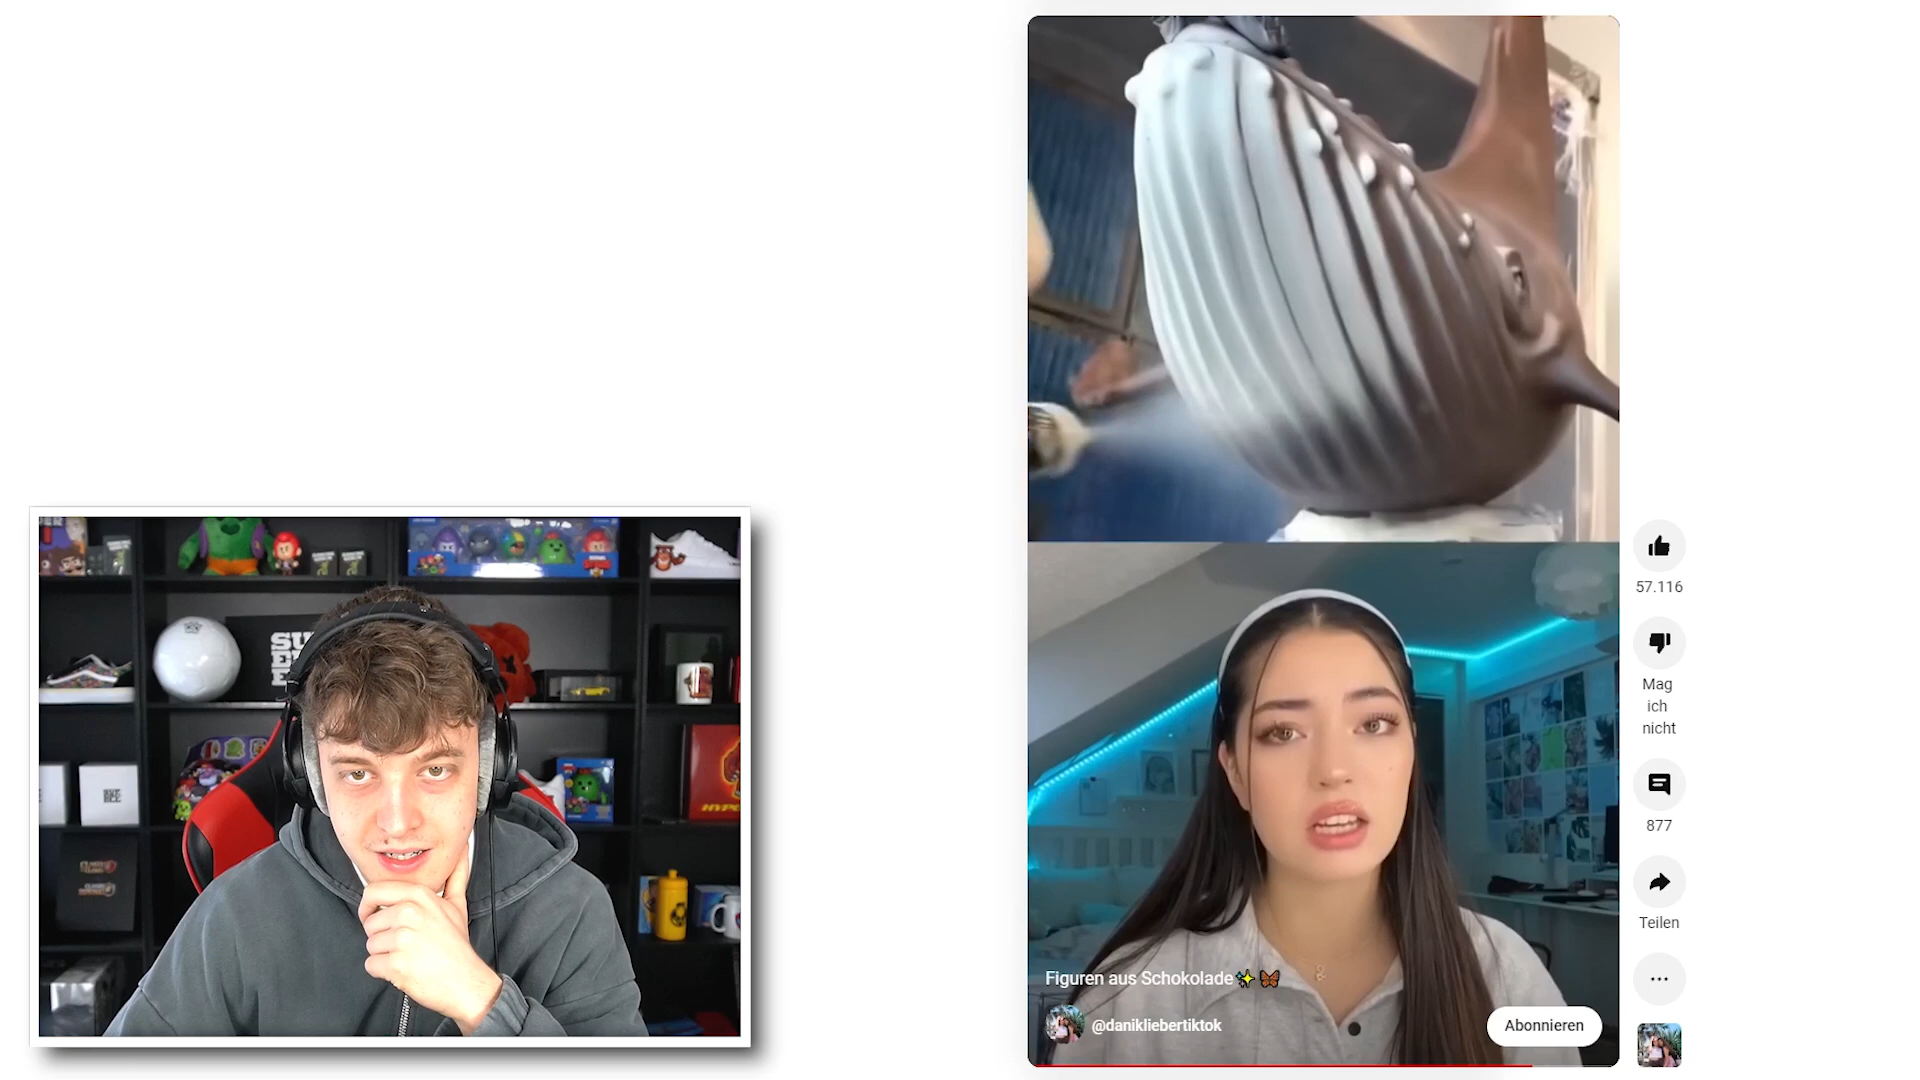 57.116
Mag
ich
nicht
877
Teilen
Figuren aus Schokolade✨🦋
@danikliebertiktok
Abonnieren